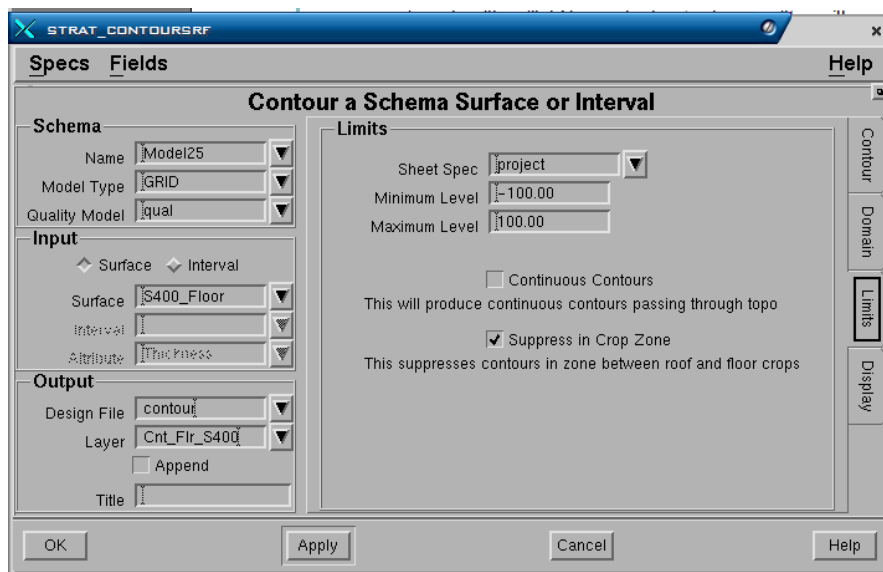 STRAT_CONTOURSRF
Specs Fields Help
Contour a Schema Surface or Interval
Schema
Name Model25
Model Type GRID
Quality Model qual
Input
Surface Interval
Surface S400_Floor
Interval
Attribute Thickness
Output
Design File contour
Layer Cnt_Flr_S400
Append
Title
Limits
Sheet Spec project
Minimum Level -100.00
Maximum Level 100.00
Continuous Contours
This will produce continuous contours passing through topo
Suppress in Crop Zone
This suppresses contours in zone between roof and floor crops
Contour
Domain
Limits
Display
OK Apply Cancel Help